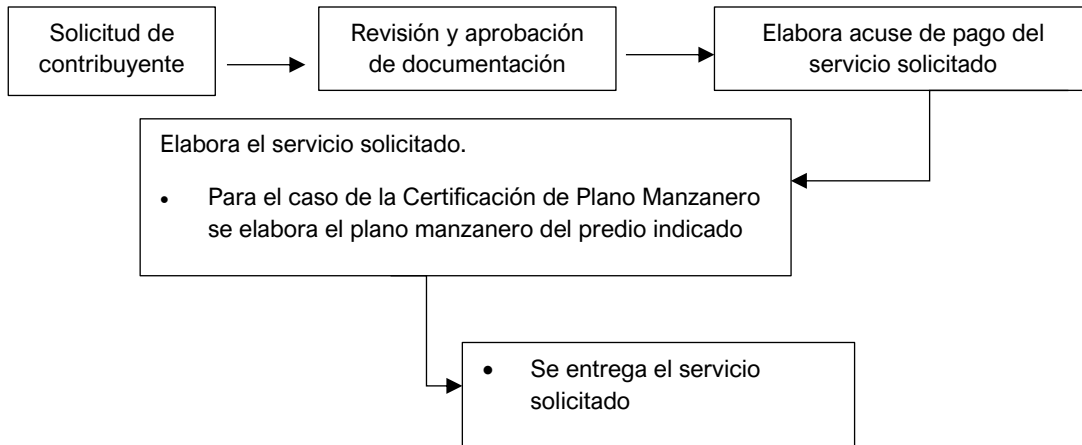 Solicitud de
contribuyente
Revisión y aprobación
de documentación
Elabora acuse de pago del
servicio solicitado
Elabora el servicio solicitado.
• Para el caso de la Certificación de Plano Manzanero
se elabora el plano manzanero del predio indicado
• Se entrega el servicio
solicitado